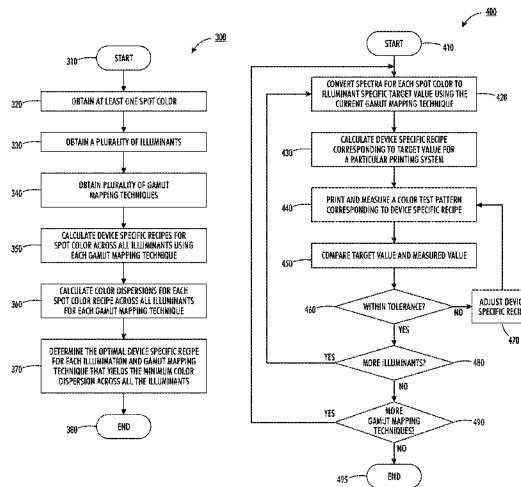 300
310
START
320
OBTAIN AT LEAST ONE SPOT COLOR
330
OBTAIN A PLURALITY OF ILLUMINANTS
340
OBTAIN PLURALITY OF GAMUT
MAPPING TECHNIQUES
350
CALCULATE DEVICE SPECIFIC RECIPES FOR
SPOT COLOR ACROSS ALL ILLUMINANTS USING
EACH GAMUT MAPPING TECHNIQUE
360
CALCULATE COLOR DISPERSIONS FOR EACH
SPOT COLOR RECIPE ACROSS ALL ILLUMINANTS
FOR EACH GAMUT MAPPING TECHNIQUE
370
DETERMINE THE OPTIMAL DEVICE SPECIFIC RECIPE
FOR EACH ILLUMINATION AND GAMUT MAPPING
TECHNIQUE THAT YIELDS THE MINIMUM COLOR
DISPERSION ACROSS ALL THE ILLUMINANTS
380
END
400
START
410
CONVERT SPECTRA FOR EACH SPOT COLOR TO
ILLUMINANT SPECIFIC TARGET VALUE USING THE
CURRENT GAMUT MAPPING TECHNIQUE
420
430
CALCULATE DEVICE SPECIFIC RECIPE
CORRESPONDING TO TARGET VALUE FOR
A PARTICULAR PRINTING SYSTEM
440
PRINT AND MEASURE A COLOR TEST PATTERN
CORRESPONDING TO DEVICE SPECIFIC RECIPE
450
COMPARE TARGET VALUE AND MEASURED VALUE
460
WITHIN TOLERANCE?
NO
ADJUST DEVICE
SPECIFIC RECIPE
470
YES
YES
MORE ILLUMINANTS?
480
NO
YES
MORE
GAMUT MAPPING
TECHNIQUES?
490
NO
495
END